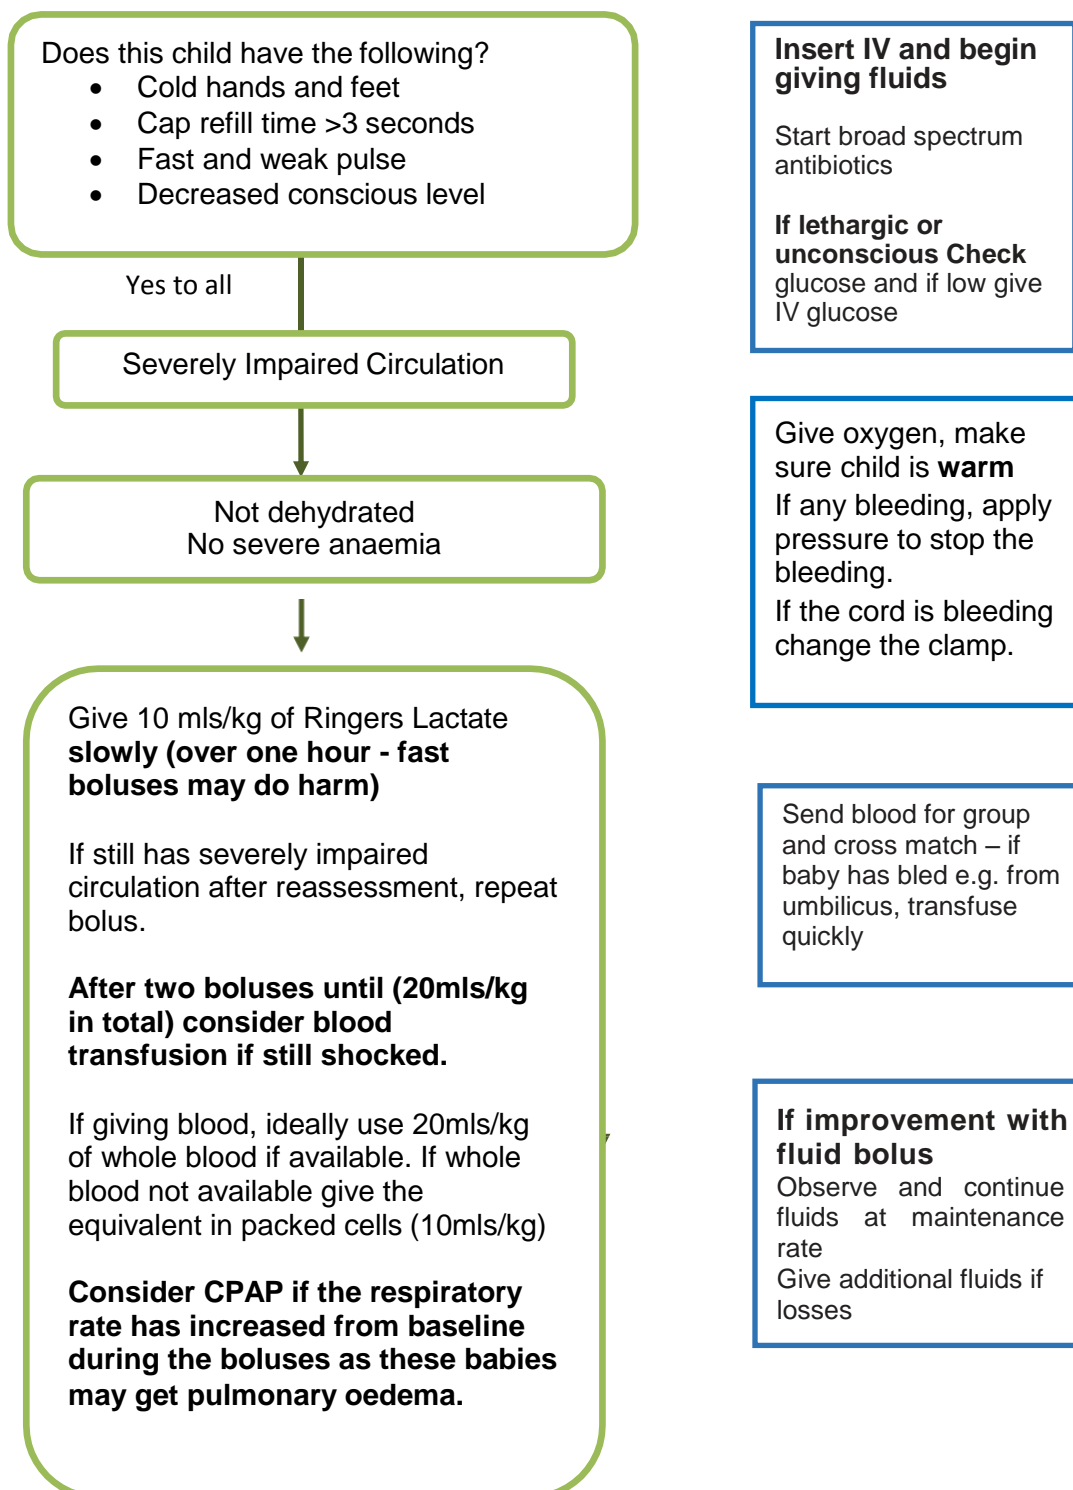 Does this child have the following?
• Cold hands and feet
• Cap refill time >3 seconds
• Fast and weak pulse
• Decreased conscious level
Yes to all
Severely Impaired Circulation
Not dehydrated
No severe anaemia
Give 10 mls/kg of Ringers Lactate
slowly (over one hour - fast
boluses may do harm)
If still has severely impaired
circulation after reassessment, repeat
bolus.
After two boluses until (20mls/kg
in total) consider blood
transfusion if still shocked.
If giving blood, ideally use 20mls/kg
of whole blood if available. If whole
blood not available give the
equivalent in packed cells (10mls/kg)
Consider CPAP if the respiratory
rate has increased from baseline
during the boluses as these babies
may get pulmonary oedema.
Insert IV and begin
giving fluids
Start broad spectrum
antibiotics
If lethargic or
unconscious Check
glucose and if low give
IV glucose
Give oxygen, make
sure child is warm
If any bleeding, apply
pressure to stop the
bleeding.
If the cord is bleeding
change the clamp.
Send blood for group
and cross match – if
baby has bled e.g. from
umbilicus, transfuse
quickly
If improvement with
fluid bolus
Observe and continue
fluids at maintenance
rate
Give additional fluids if
losses